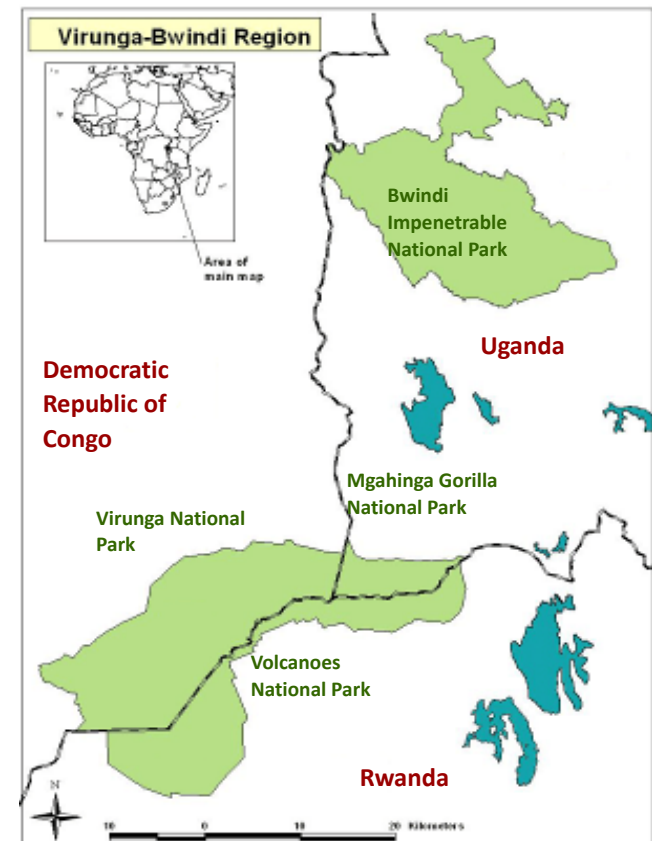 Virunga-Bwindi Region
Area of
main map
Bwindi
Impenetrable
National Park
Uganda
Democratic
Republic of
Congo
Mgahinga Gorilla
National Park
Virunga National
Park
Volcanoes
National Park
Rwanda
N
10 0 10 20 Kilometers